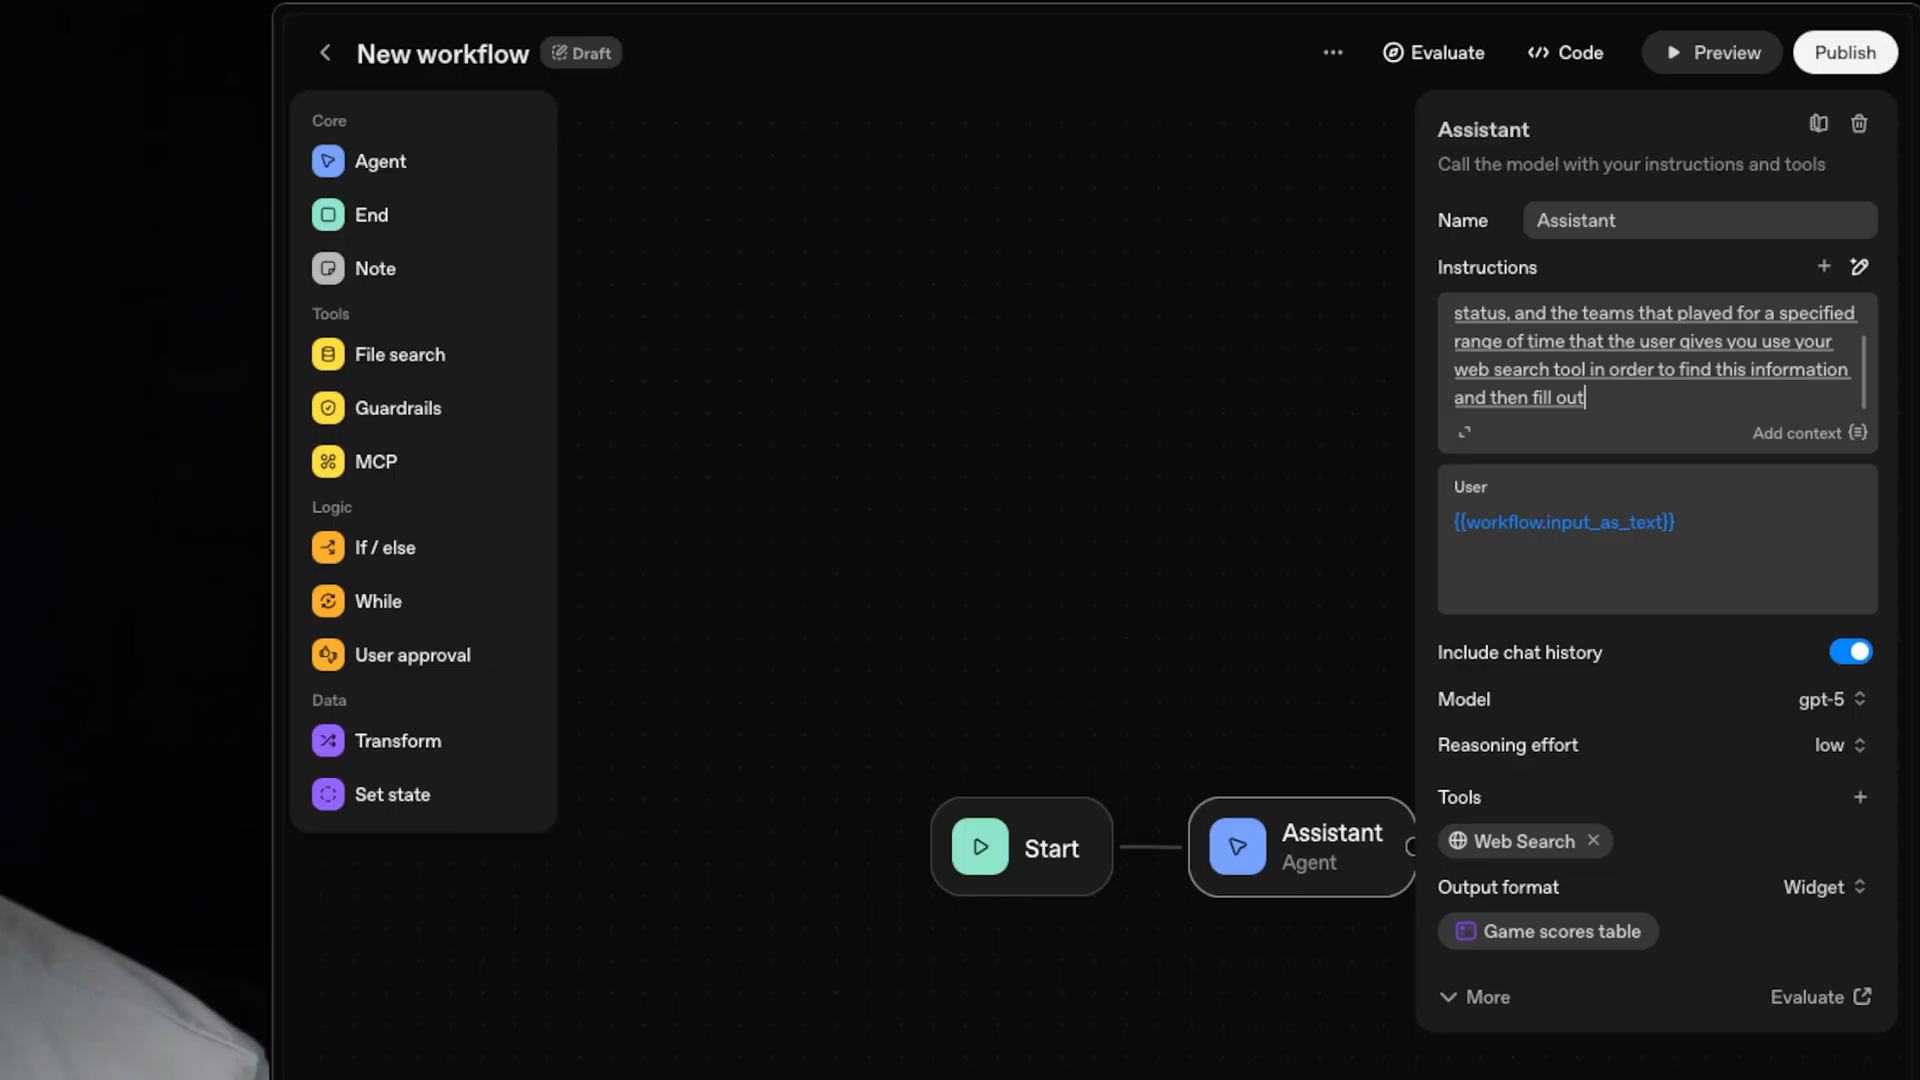 New workflow
Draft
Evaluate
Code
Preview
Publish
Core
Agent
End
Note
Tools
File search
Guardrails
MCP
Logic
If / else
While
User approval
Data
Transform
Set state
Start
Assistant
Agent
Assistant
Call the model with your instructions and tools
Name
Assistant
Instructions
status, and the teams that played for a specified
range of time that the user gives you use your
web search tool in order to find this information
and then fill out
Add context
User
{{workflow.input_as_text}}
Include chat history
Model
gpt-5
Reasoning effort
low
Tools
Web Search
Output format
Widget
Game scores table
More
Evaluate